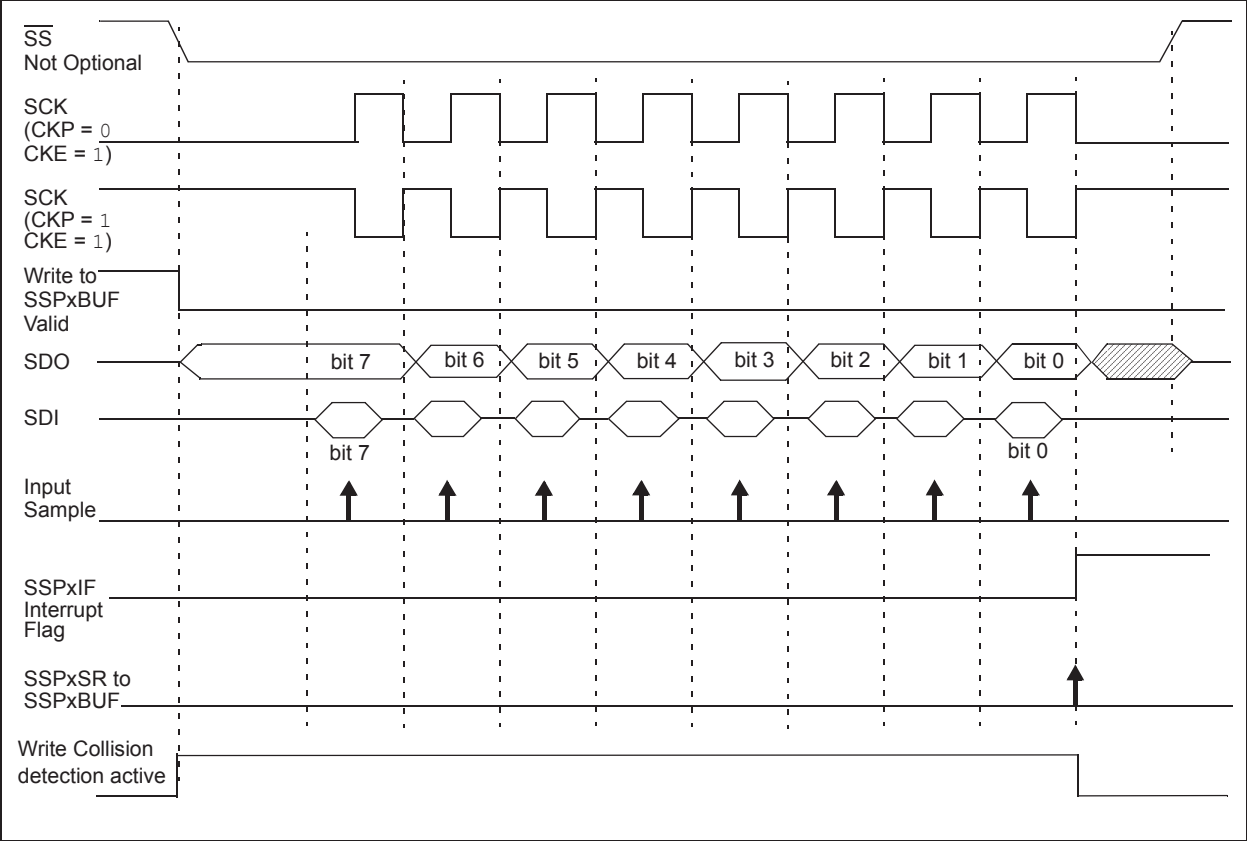 SS
Not Optional
SCK
(CKP = 0
CKE = 1)
SCK
(CKP = 1
CKE = 1)
Write to
SSPxBUF
Valid
SDO
bit 7 bit 6 bit 5 bit 4 bit 3 bit 2 bit 1 bit 0
SDI
bit 7 bit 0
Input
Sample
SSPxIF
Interrupt
Flag
SSPxSR to
SSPxBUF
Write Collision
detection active